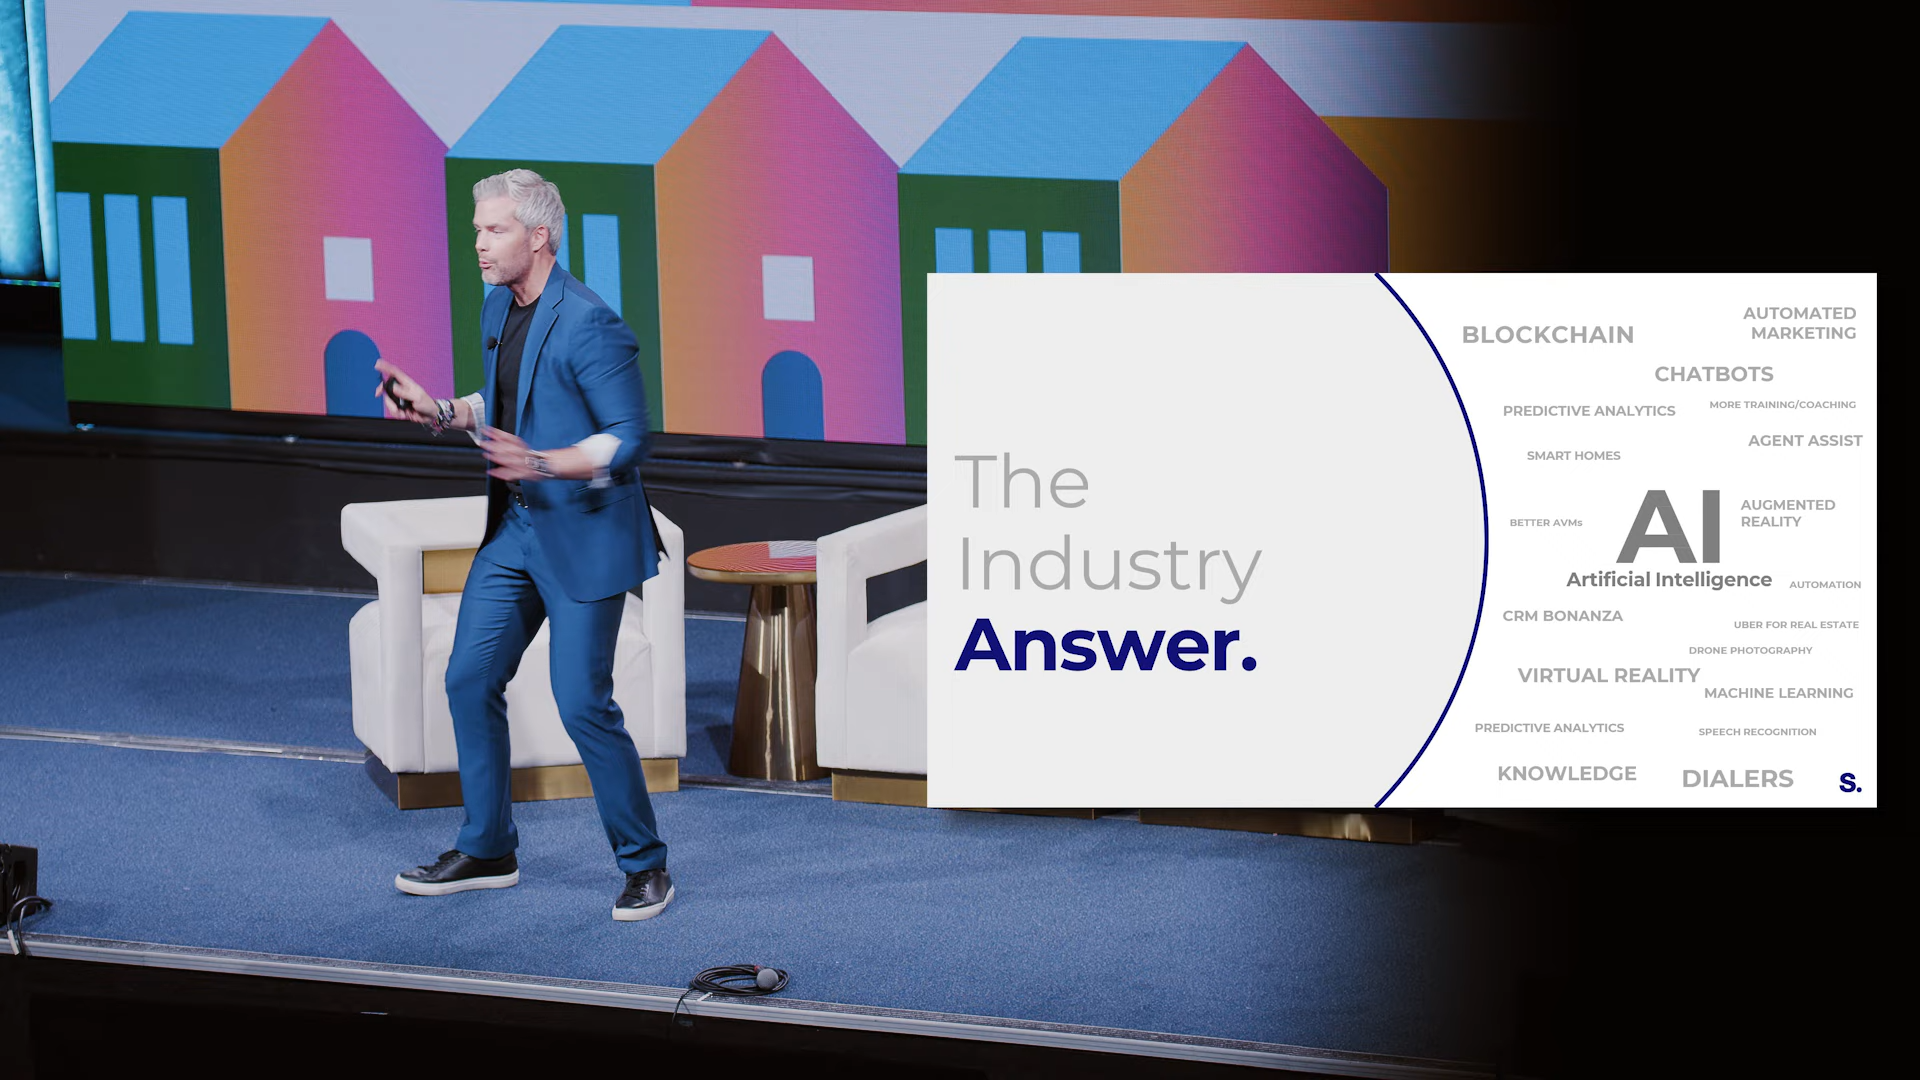 The
Industry
Answer.
BLOCKCHAIN
AUTOMATED
MARKETING
CHATBOTS
PREDICTIVE ANALYTICS
MORE TRAINING/COACHING
AGENT ASSIST
SMART HOMES
BETTER AVMs
AI
Artificial Intelligence
AUGMENTED
REALITY
AUTOMATION
CRM BONANZA
UBER FOR REAL ESTATE
DRONE PHOTOGRAPHY
VIRTUAL REALITY
MACHINE LEARNING
PREDICTIVE ANALYTICS
SPEECH RECOGNITION
KNOWLEDGE
DIALERS
S.